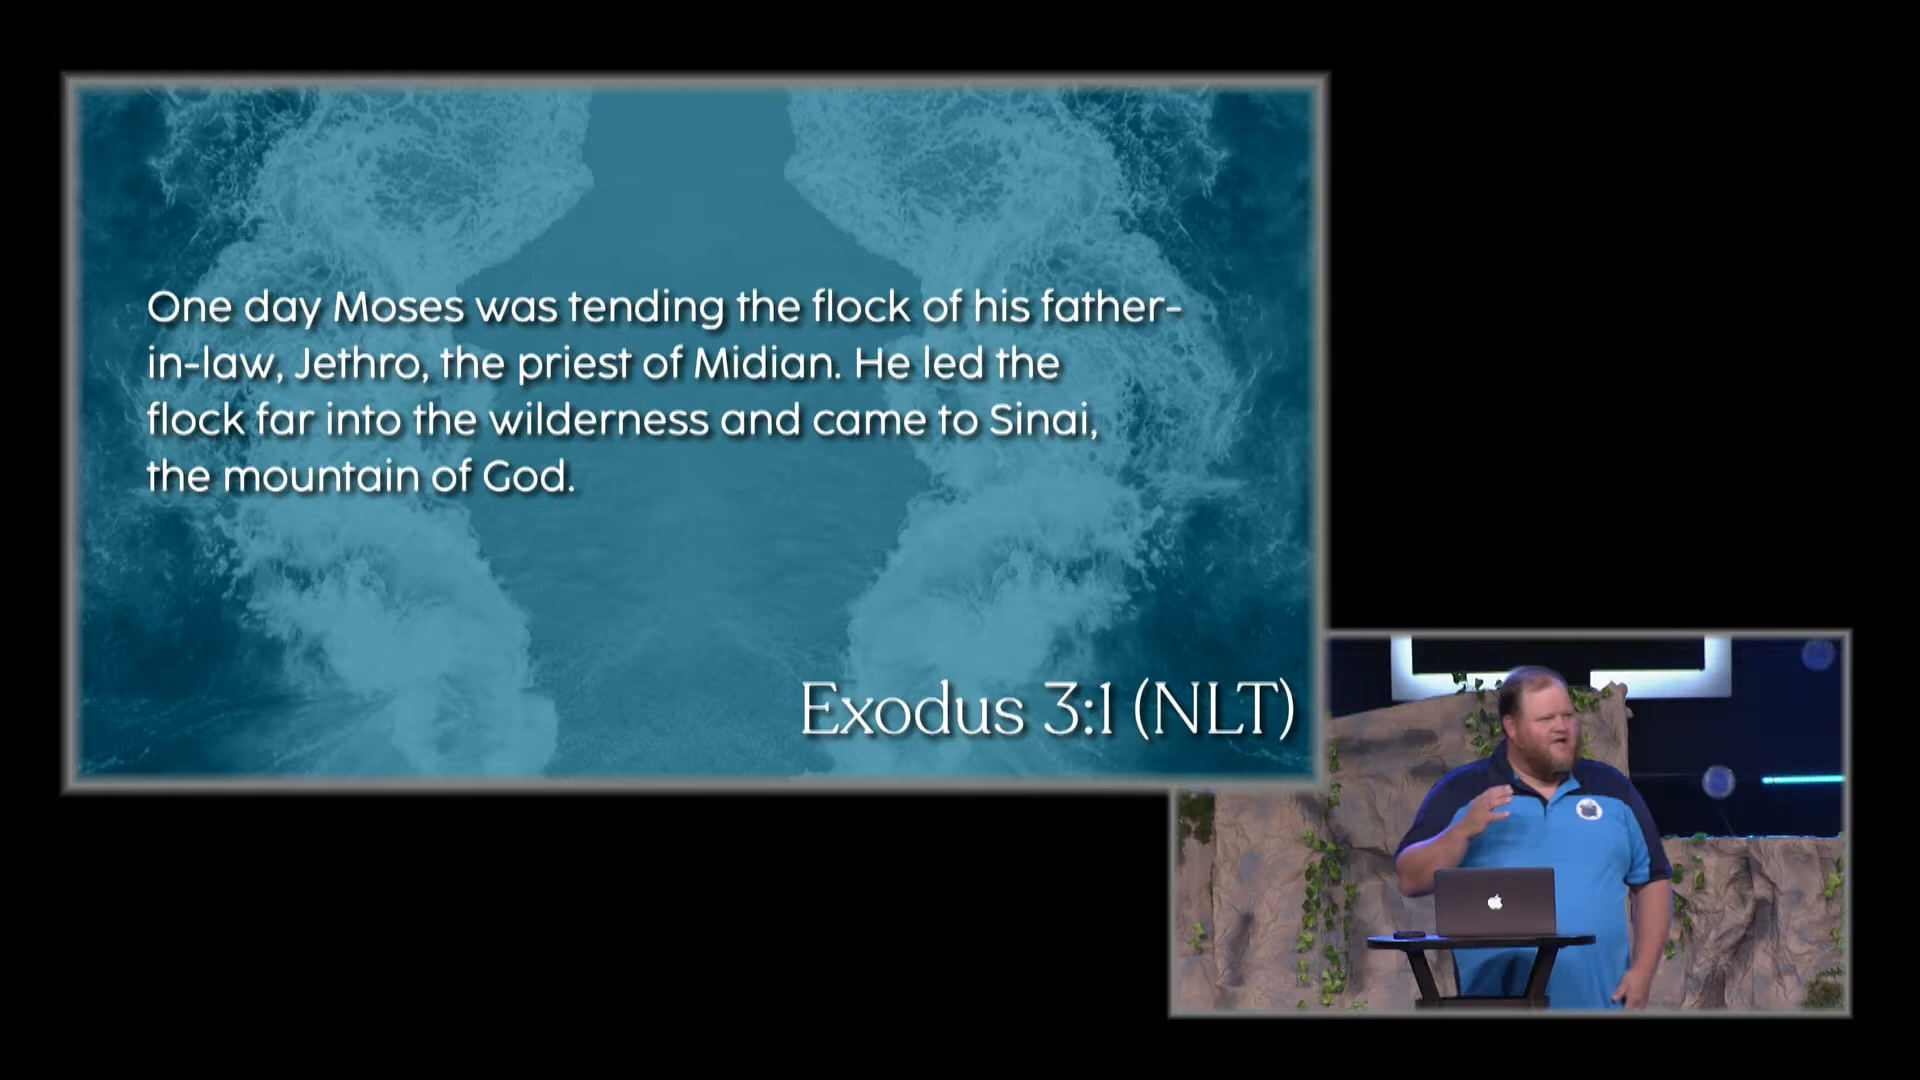 One day Moses was tending the flock of his father-
in-law, Jethro, the priest of Midian. He led the
flock far into the wilderness and came to Sinai,
the mountain of God.
Exodus 3:1 (NLT)